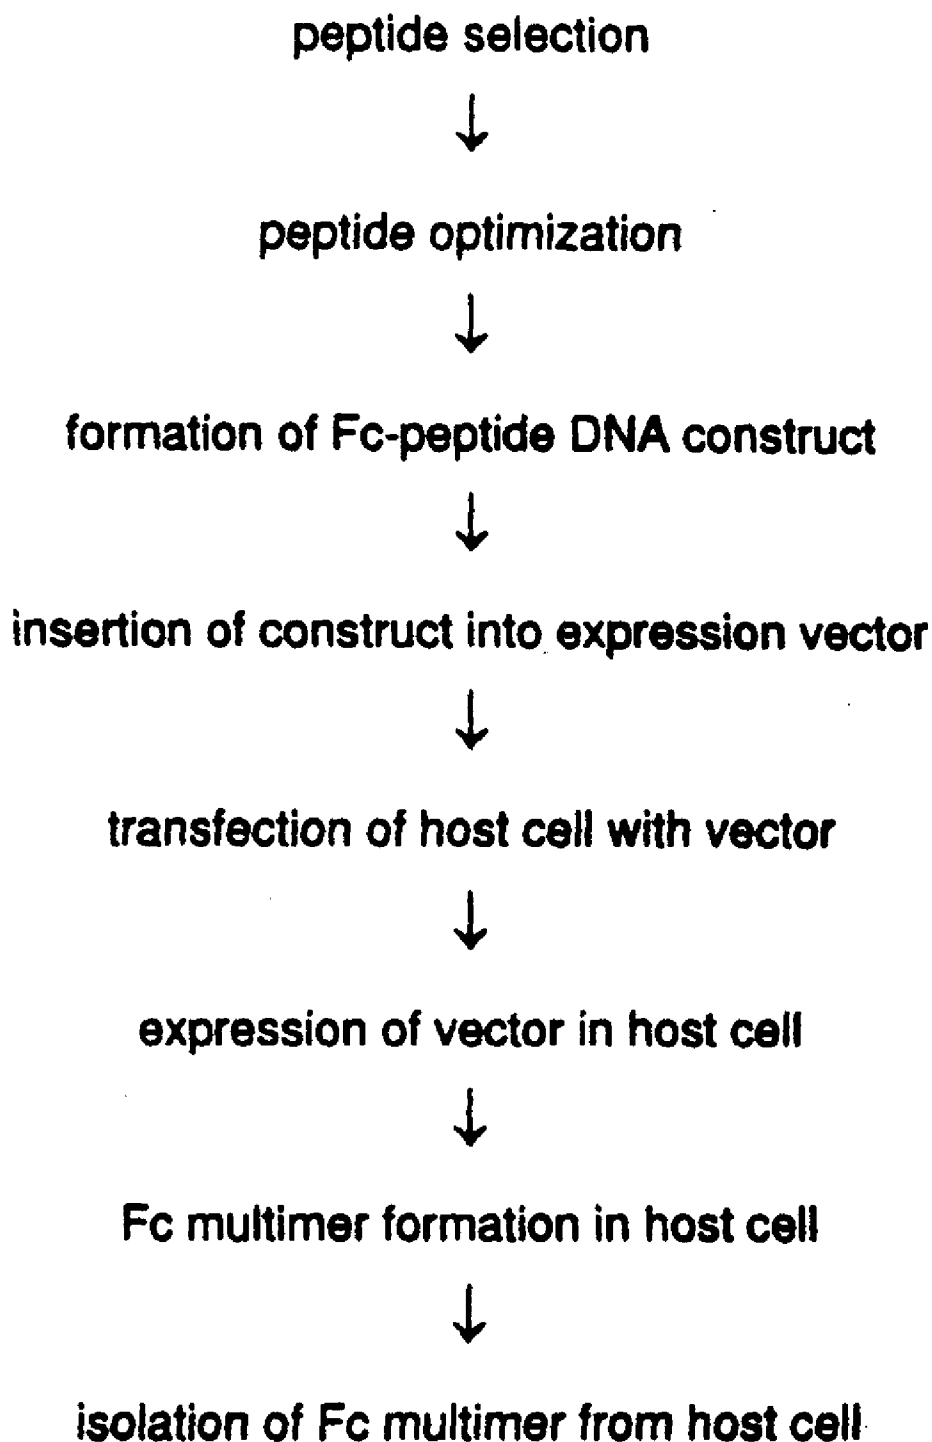 peptide selection
↓
peptide optimization
↓
formation of Fc-peptide DNA construct
↓
insertion of construct into expression vector
↓
transfection of host cell with vector
↓
expression of vector in host cell
↓
Fc multimer formation in host cell
↓
isolation of Fc multimer from host cell